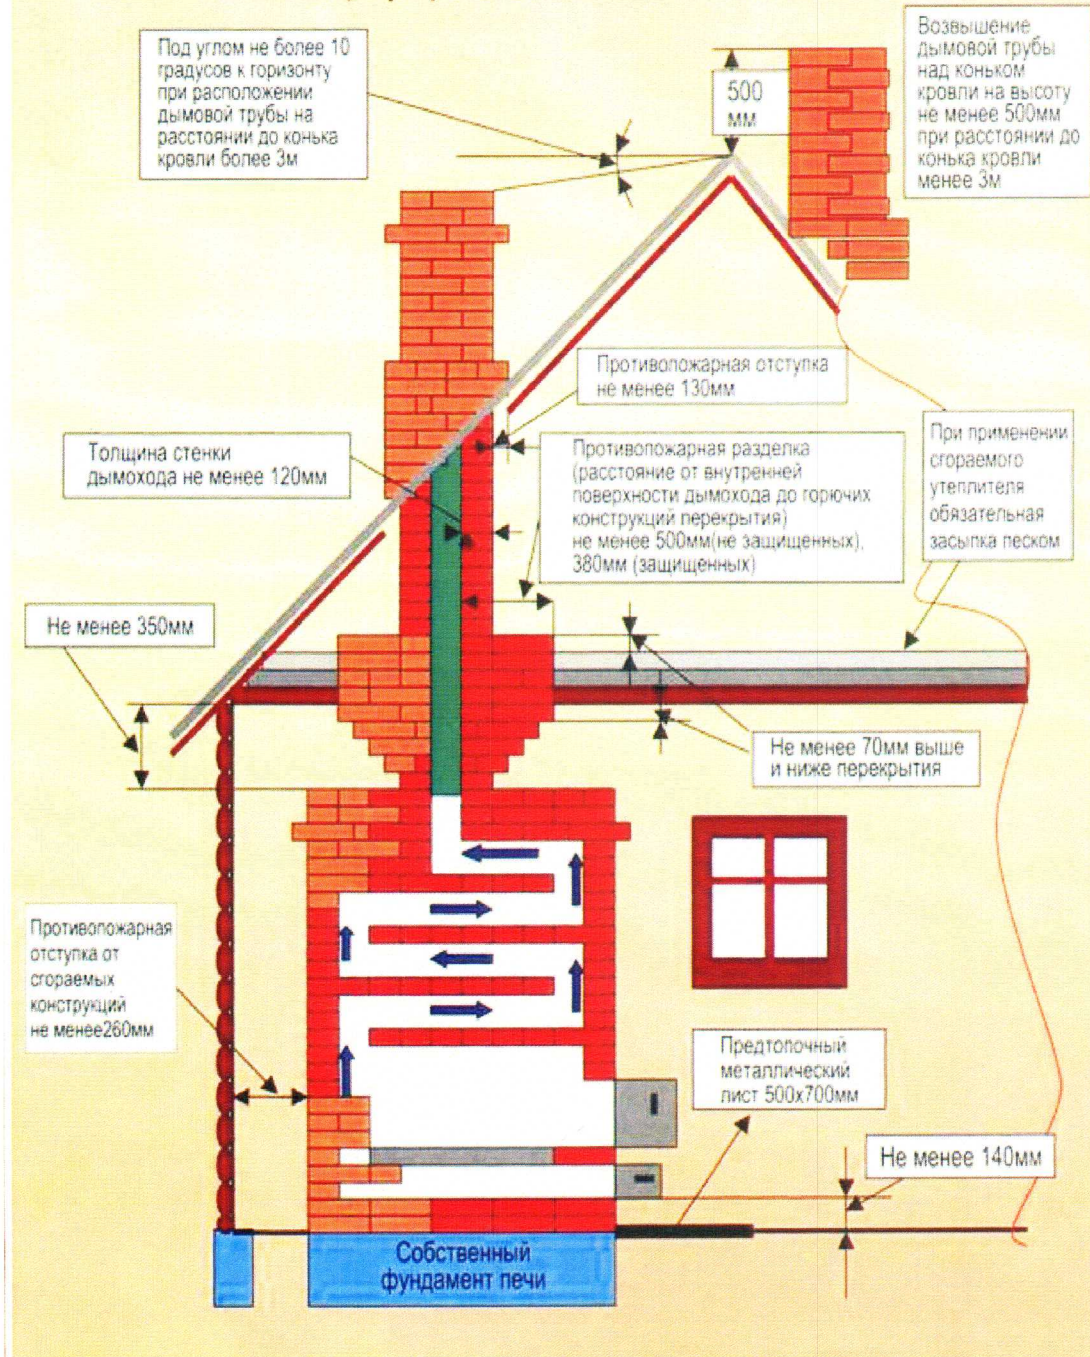 Под углом не более 10
градусов к горизонту
при расположении
дымовой трубы на
расстоянии до конька
кровли более 3м
500
мм
Возвышение
дымовой трубы
над коньком
кровли на высоту
не менее 500мм
при расстоянии до
конька кровли
менее 3м
Противопожарная отступка
не менее 130мм
Толщина стенки
дымохода не менее 120мм
Противопожарная разделка
(расстояние от внутренней
поверхности дымохода до горючих
конструкций перекрытия)
не менее 500мм(не защищенных),
380мм (защищенных)
При применении
сгораемого
утеплителя
обязательная
засыпка песком
Не менее 350мм
Не менее 70мм выше
и ниже перекрытия
Противопожарная
отступка от
сгораемых
конструкций
не менее260мм
Предтопочный
металлический
лист 500х700мм
Не менее 140мм
Собственный
фундамент печи